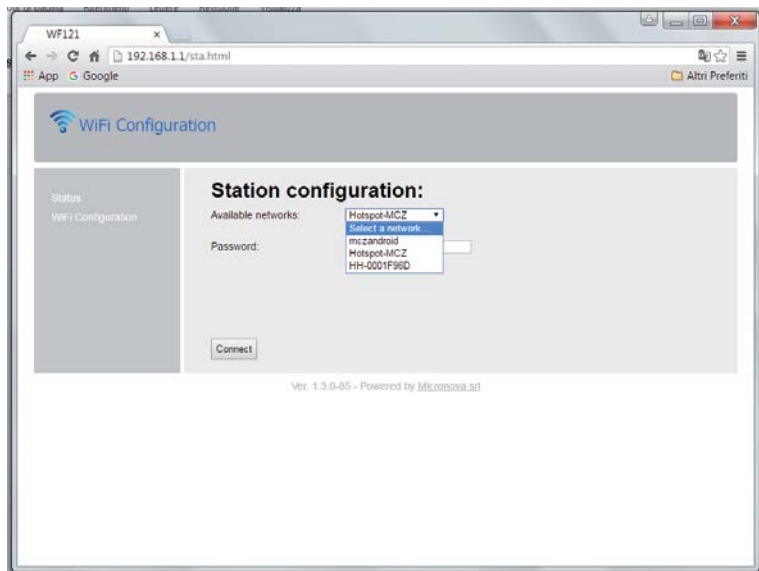 WF121
192.168.1.1/sta.html
App Google
Altri Preferiti
WiFi Configuration
Status
WiFi Configuration
Station configuration:
Available networks:
Hotspot-MCZ
Select a network...
mczandroid
Hotspot-MCZ
HH-0001F96D
Password:
Connect
Ver. 1.3.0-85 - Powered by Micronova srl